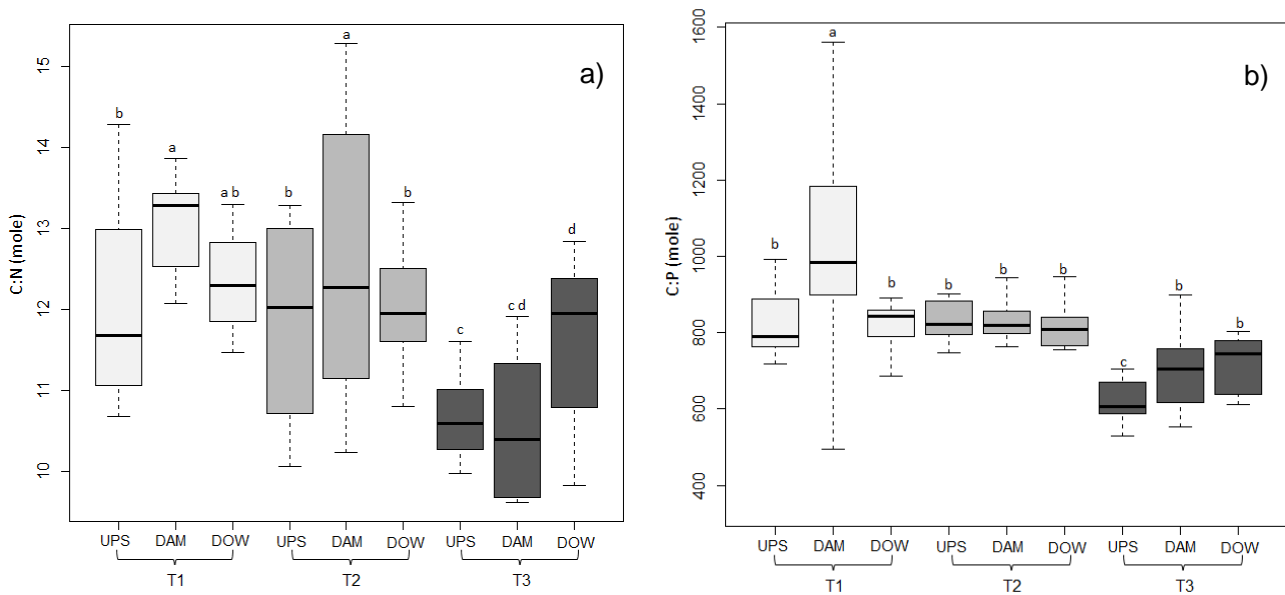 a)
C:N (mole)
15
14
13
12
11
10
b
a
a b
b
a
b
c
c d
d
UPS DAM DOW UPS DAM DOW UPS DAM DOW
T1 T2 T3
b)
C:P (mole)
1600
1400
1200
1000
800
600
400
b
a
b
b
b
b
c
b
b
UPS DAM DOW UPS DAM DOW UPS DAM DOW
T1 T2 T3